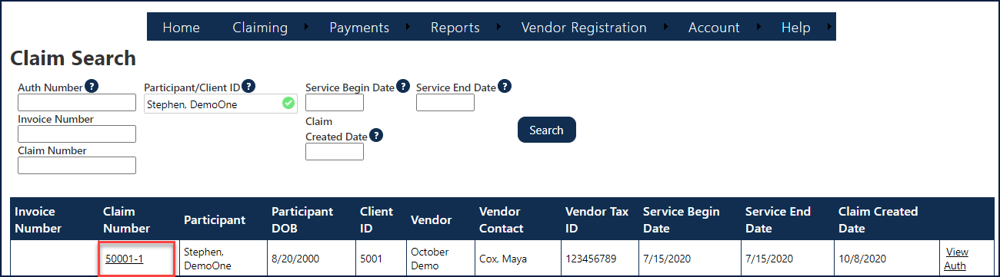 Home Claiming Payments Reports Vendor Registration Account Help
Claim Search
Auth Number ? Participant/Client ID ? Service Begin Date ? Service End Date ?
Stephen, DemoOne
Invoice Number Claim
Created Date ?
Search
Claim Number
Invoice Claim Participant Participant Client Vendor Vendor Vendor Tax Service Begin Service End Claim Created
Number Number DOB ID Contact ID Date Date Date
50001-1 Stephen, DemoOne 8/20/2000 5001 October Demo Cox, Maya 123456789 7/15/2020 7/15/2020 10/8/2020 View Auth